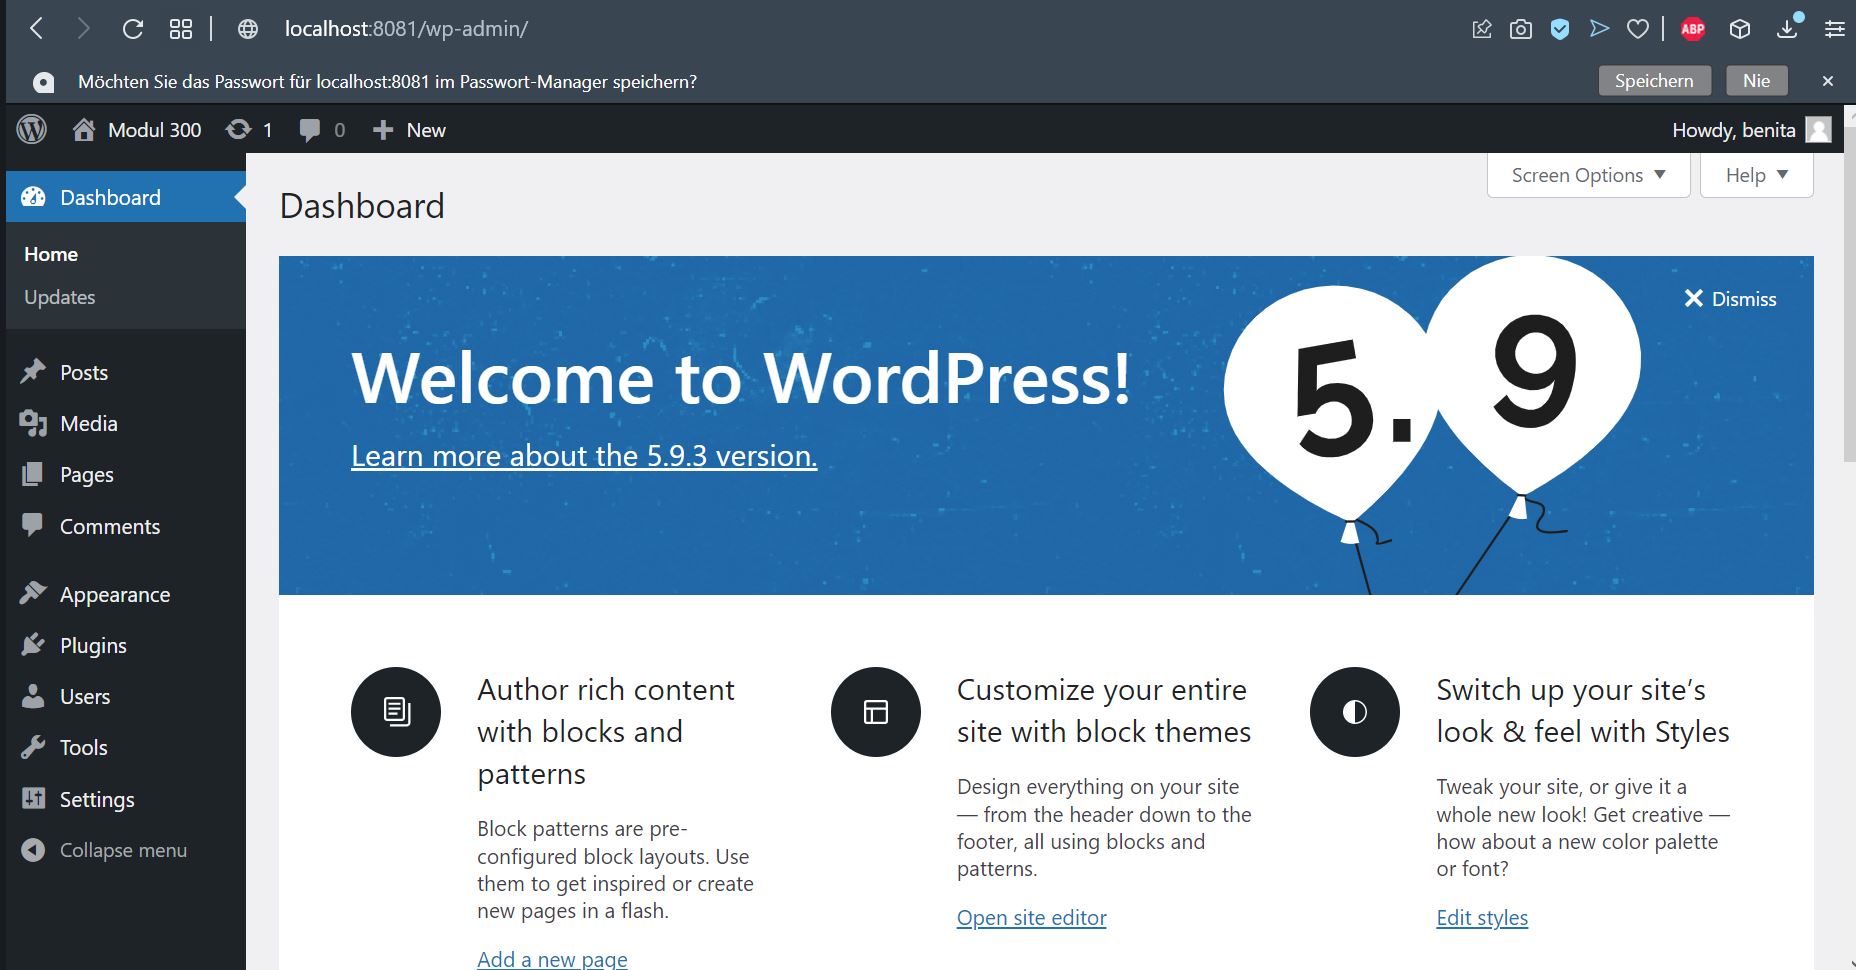 localhost:8081/wp-admin/
ABP
Möchten Sie das Passwort für localhost:8081 im Passwort-Manager speichern?
Speichern
Nie
Modul 300
1
0
New
Howdy, benita
Dashboard
Home
Updates
Posts
Media
Pages
Comments
Appearance
Plugins
Users
Tools
Settings
Collapse menu
Screen Options
Help
Dashboard
Dismiss
Welcome to WordPress!
Learn more about the 5.9.3 version.
5.9
Author rich content
with blocks and
patterns
Block patterns are pre-
configured block layouts. Use
them to get inspired or create
new pages in a flash.
Add a new page
Customize your entire
site with block themes
Design everything on your site
— from the header down to the
footer, all using blocks and
patterns.
Open site editor
Switch up your site’s
look & feel with Styles
Tweak your site, or give it a
whole new look! Get creative —
how about a new color palette
or font?
Edit styles